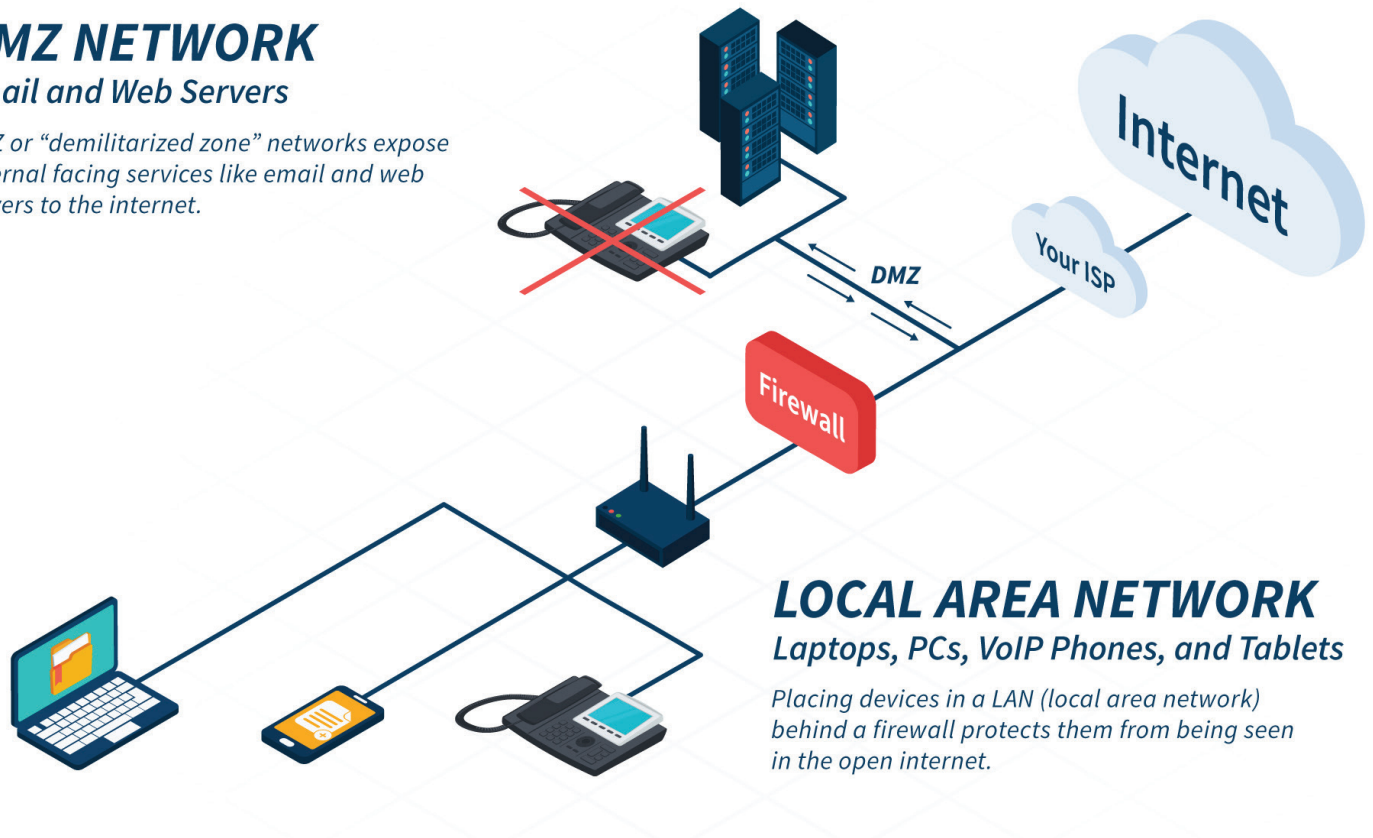 MZ NETWORK
ail and Web Servers
Z or “demilitarized zone” networks expose
ernal facing services like email and web
vers to the internet.
Internet
Your ISP
DMZ
Firewall
LOCAL AREA NETWORK
Laptops, PCs, VoIP Phones, and Tablets
Placing devices in a LAN (local area network)
behind a firewall protects them from being seen
in the open internet.